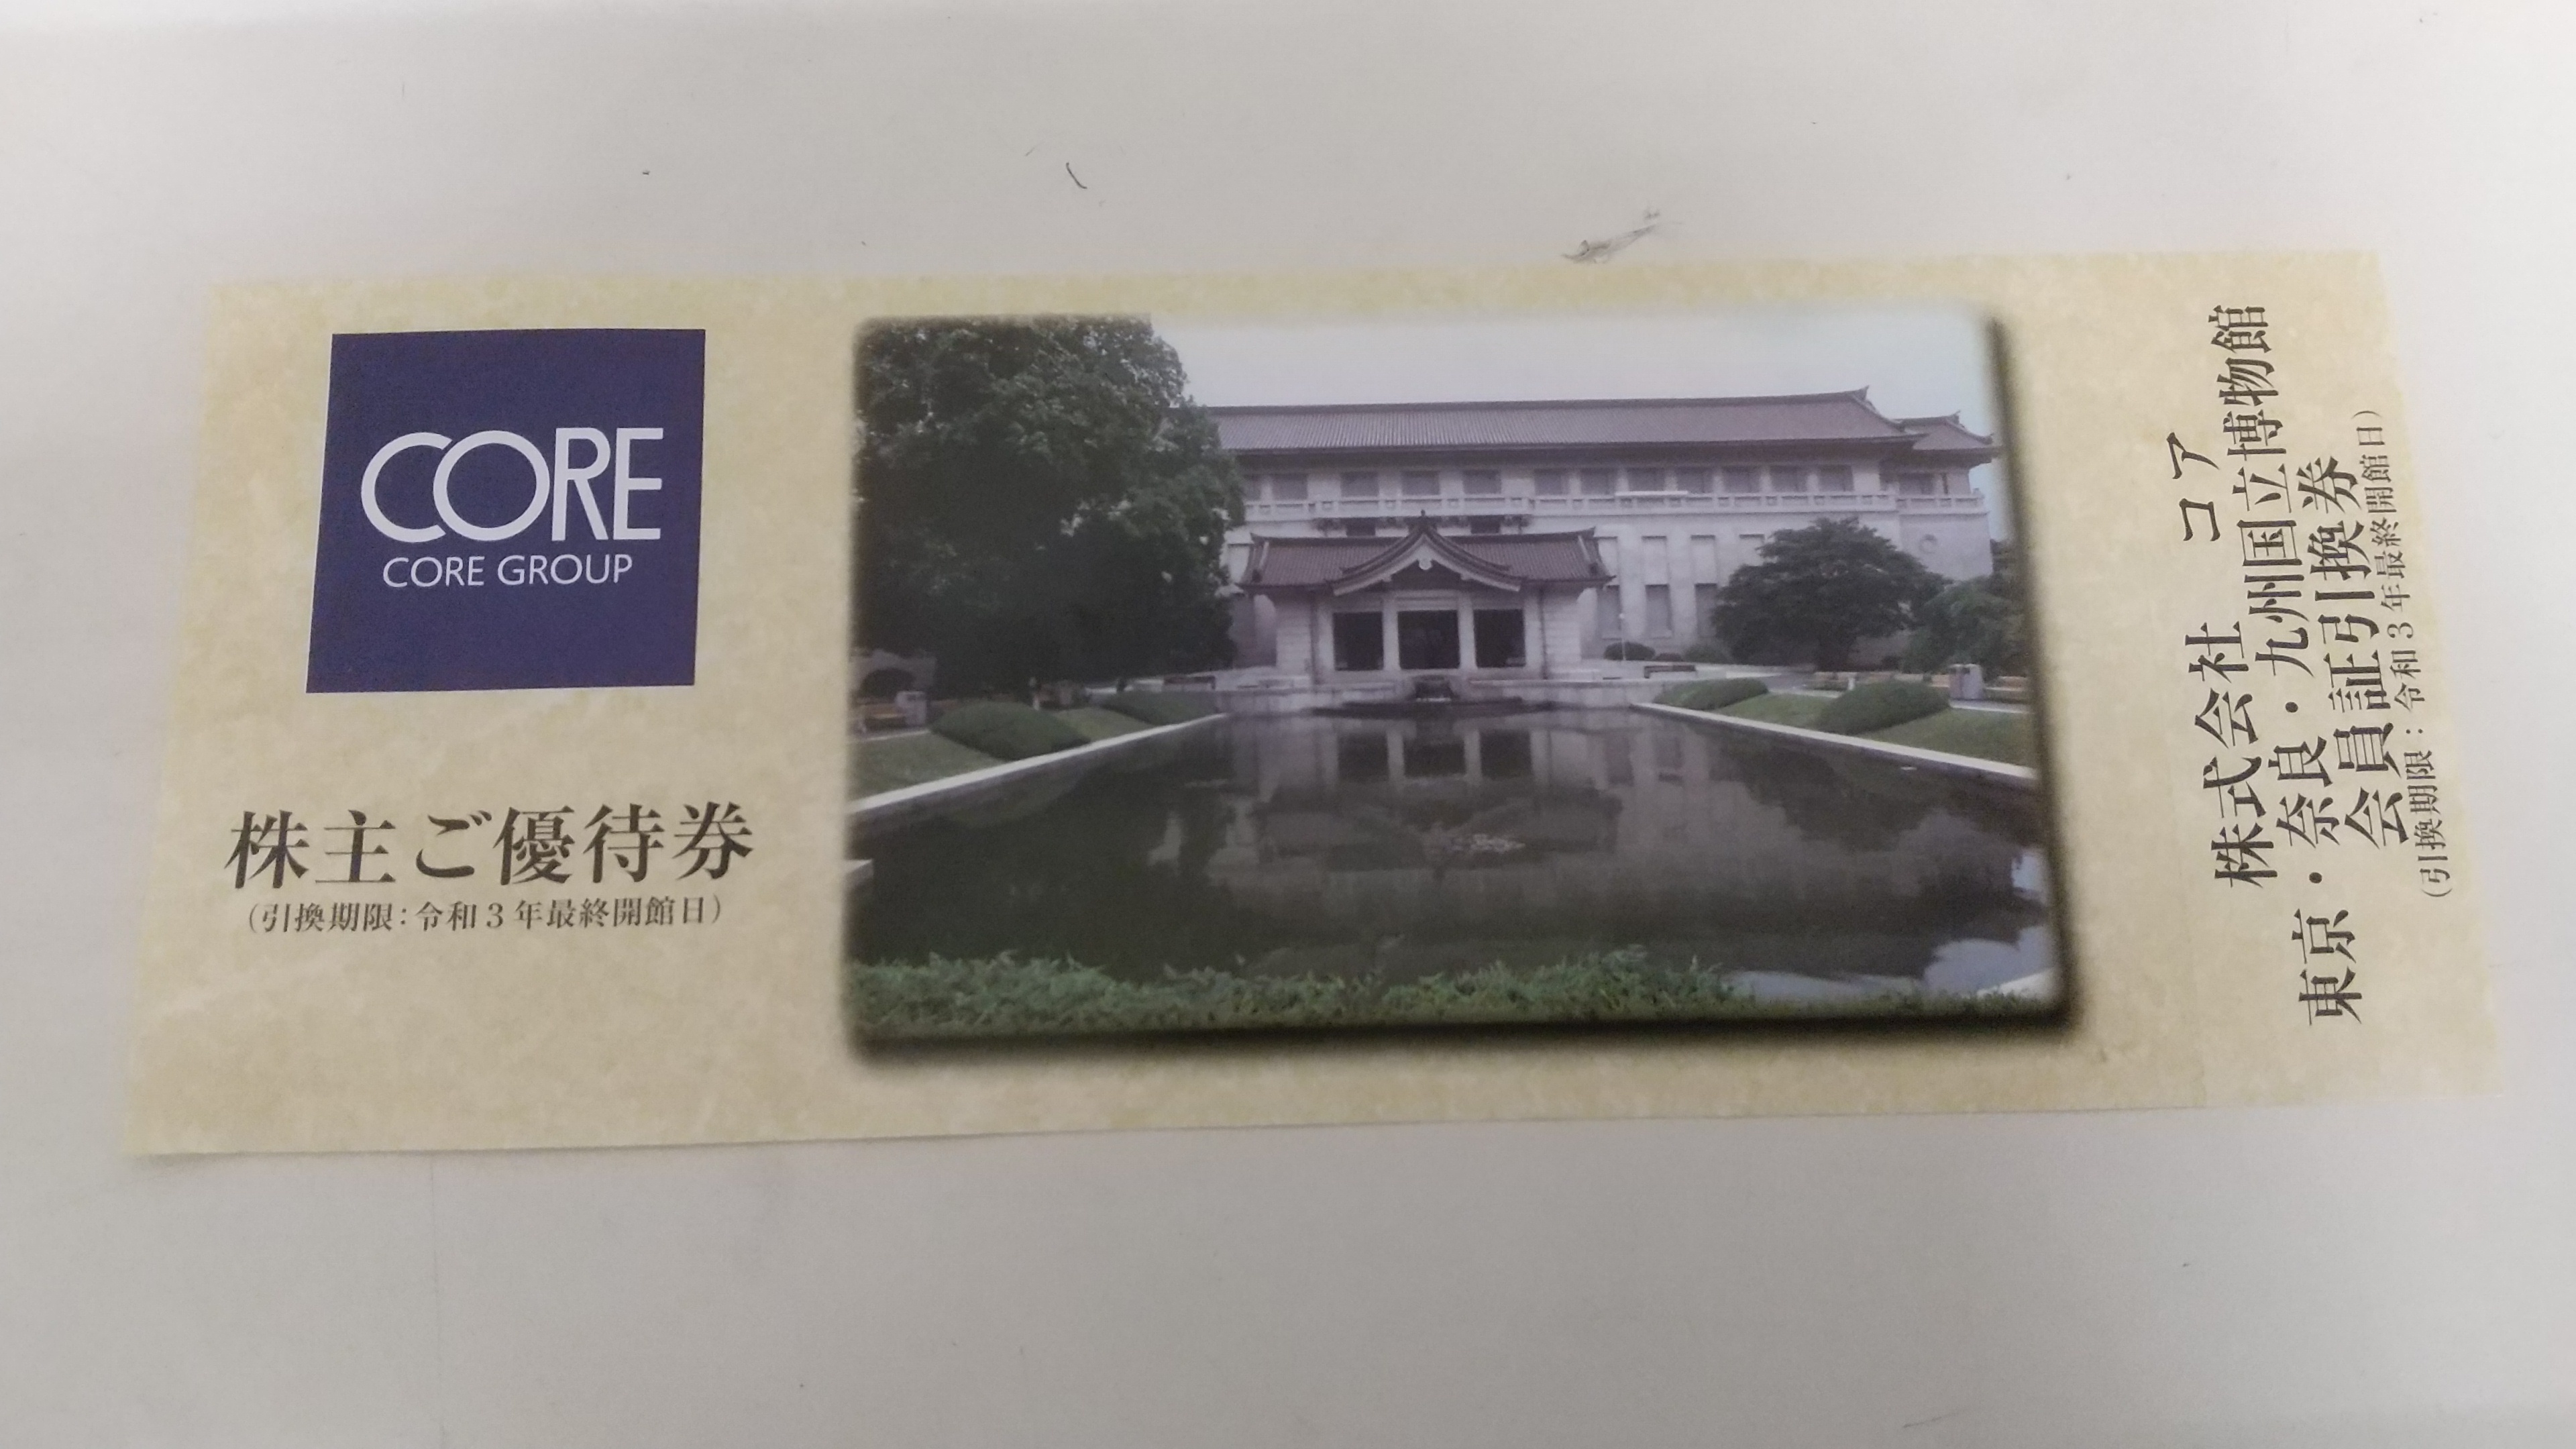 CORE
CORE GROUP
株主ご優待券
（引換期限：令和３年最終開館日）
株式会社　コア
東京・奈良・九州国立博物館
会員証引換券
（引換期限：令和３年最終開館日）